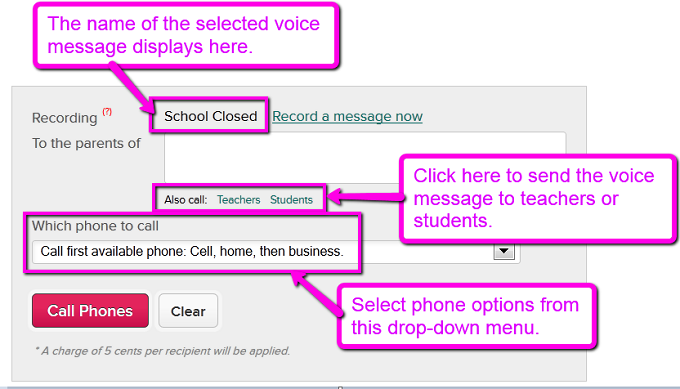 The name of the selected voice
message displays here.
Recording (?)
School Closed
Record a message now
To the parents of
Click here to send the voice
message to teachers or
students.
Also call: Teachers Students
Which phone to call
Call first available phone: Cell, home, then business.
Select phone options from
this drop-down menu.
Call Phones
Clear
* A charge of 5 cents per recipient will be applied.